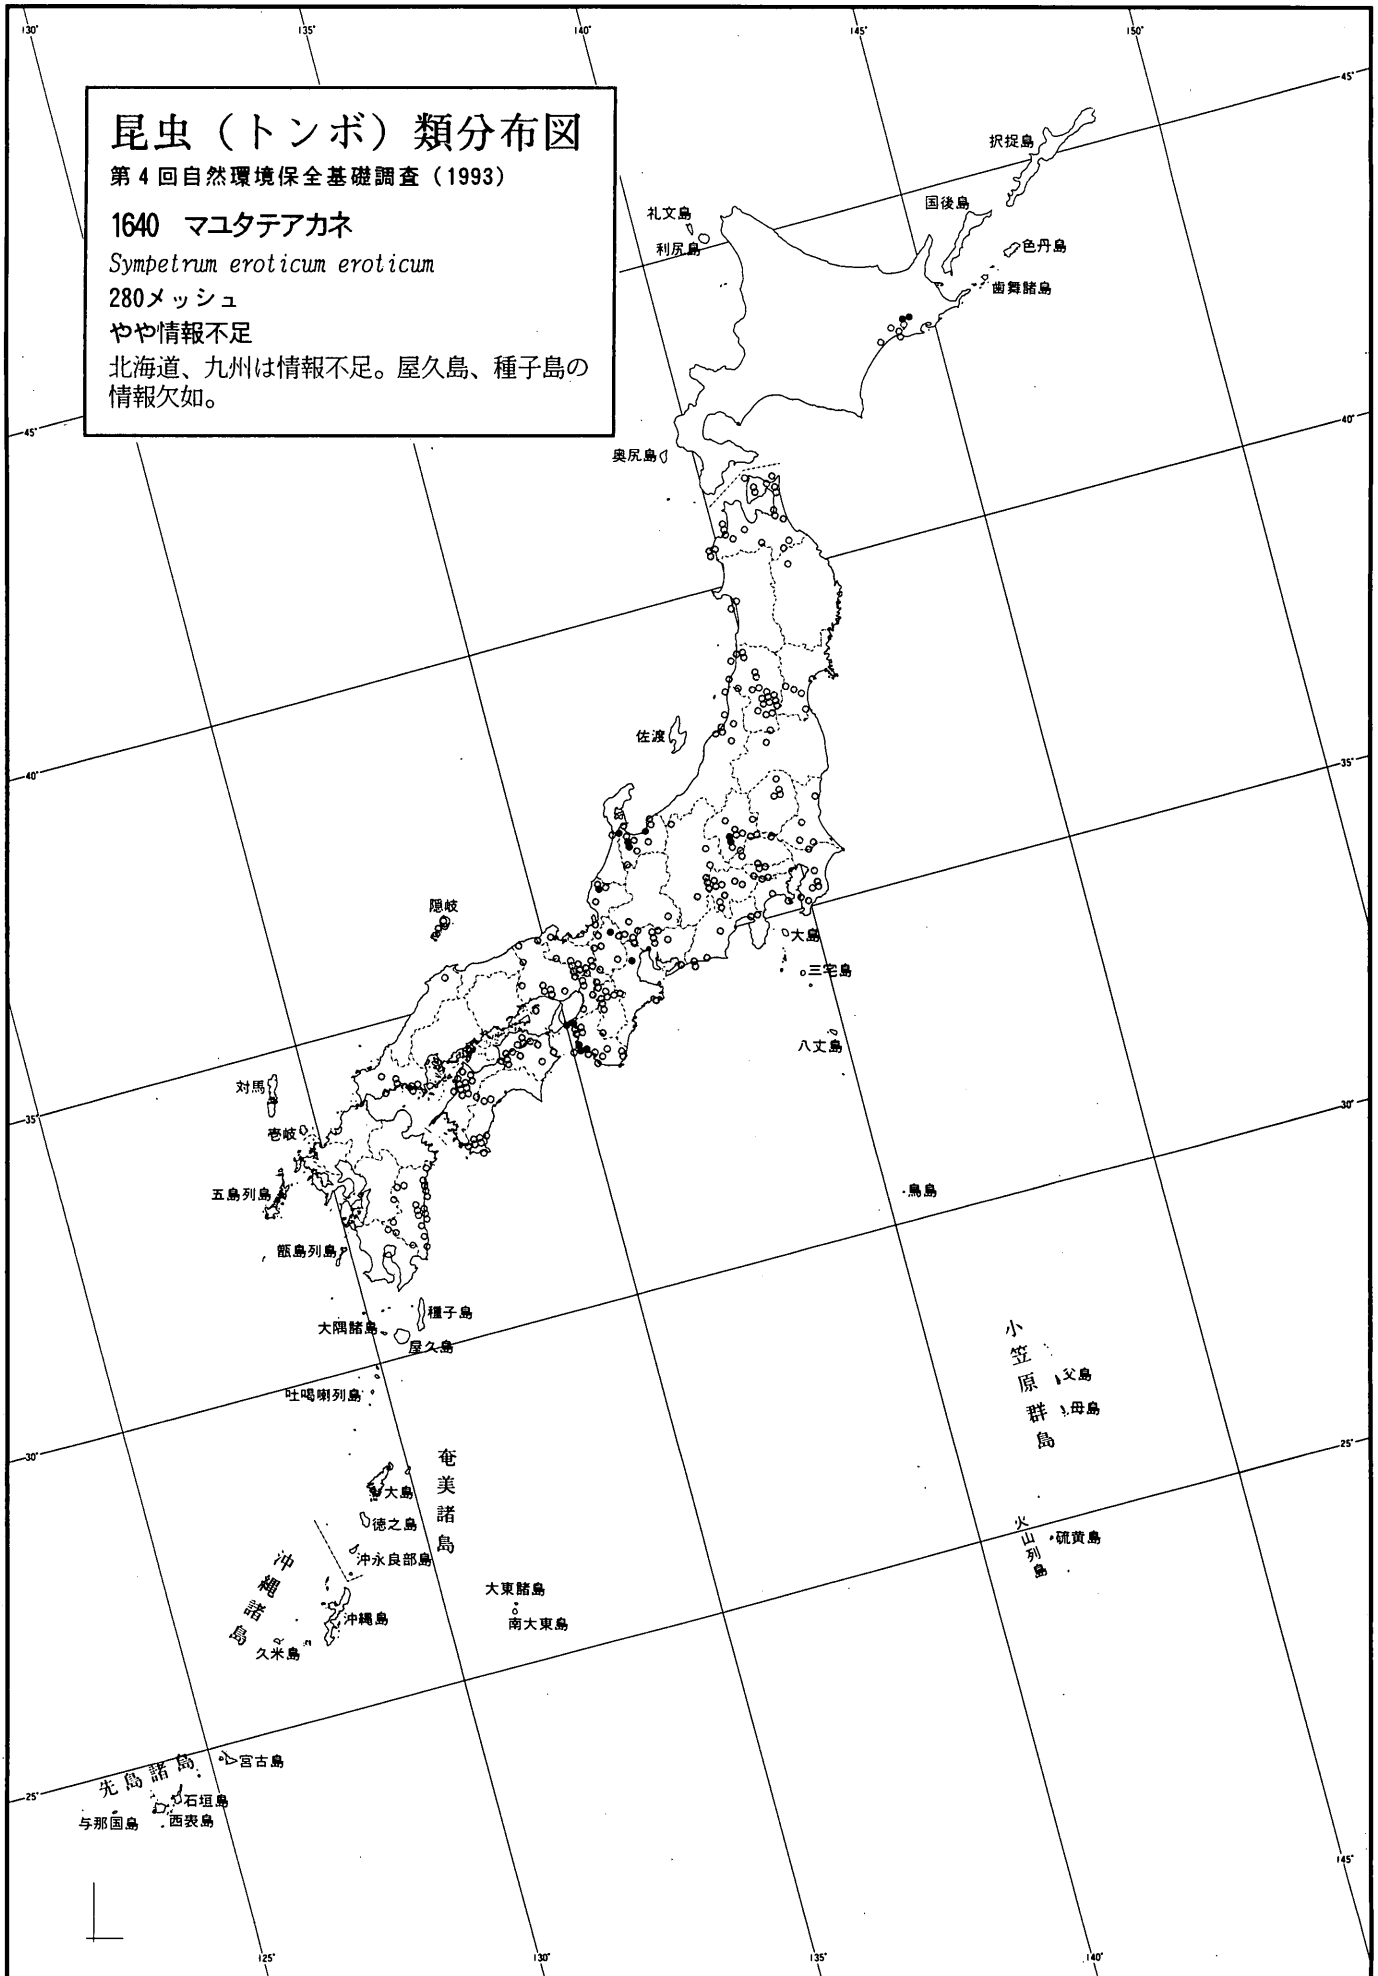 130°
135°
140°
145°
150°
昆虫（トンボ）類分布図
第4回自然環境保全基礎調査（1993）
1640 マユタテアカネ
Sympetrum eroticum eroticum
280メッシュ
やや情報不足
北海道、九州は情報不足。屋久島、種子島の
情報欠如。
45°
択捉島
国後島
礼文島
利尻島
色丹島
歯舞諸島
45°
40°
奥尻島
佐渡
40°
35°
隠岐
大島
三宅島
八丈島
対馬
35°
壱岐
30°
五島列島
鳥島
甑島列島
種子島
大隅諸島
屋久島
小笠原群島
父島
吐喝喇列島
母島
30°
25°
奄美諸島
大島
徳之島
火山列島
硫黄島
沖永良部島
沖縄諸島
大東諸島
沖縄島
南大東島
久米島
先島諸島
宮古島
25°
石垣島
与那国島
西表島
145°
125°
130°
135°
140°